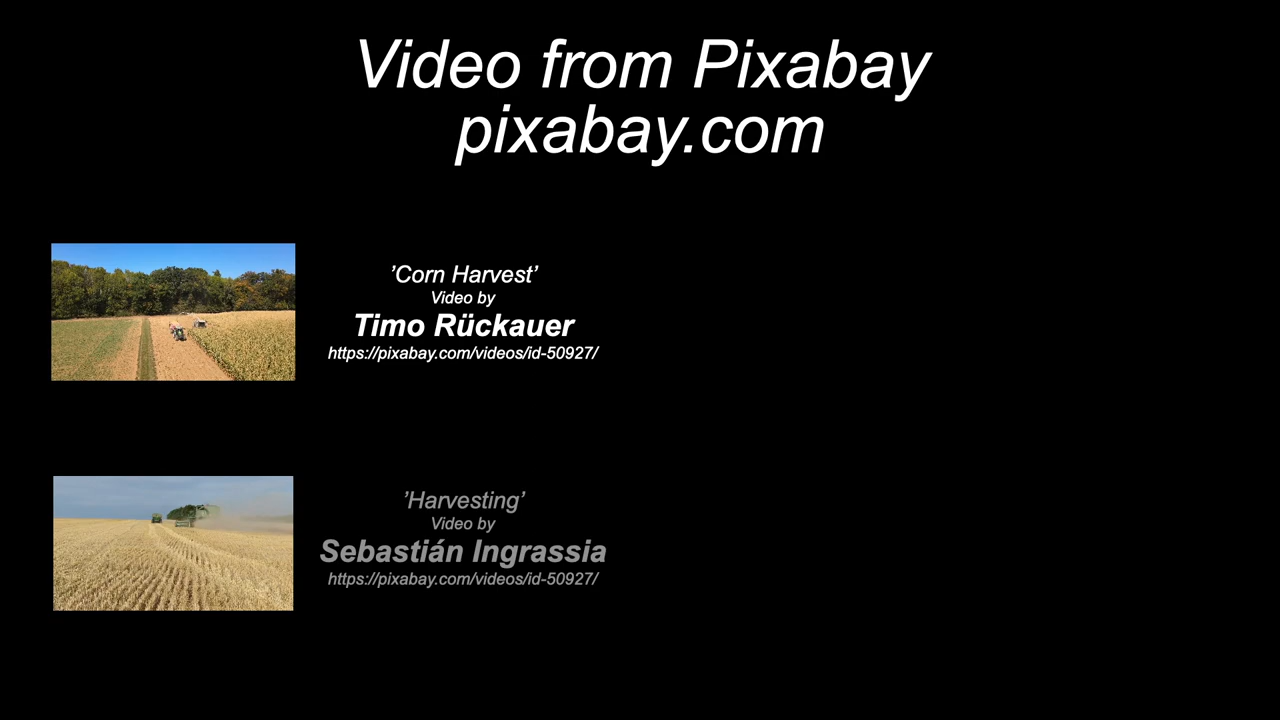 Video from Pixabay
pixabay.com
’Corn Harvest’
Video by
Timo Rückauer
https://pixabay.com/videos/id-50927/
’Harvesting’
Video by
Sebastián Ingrassia
https://pixabay.com/videos/id-50927/